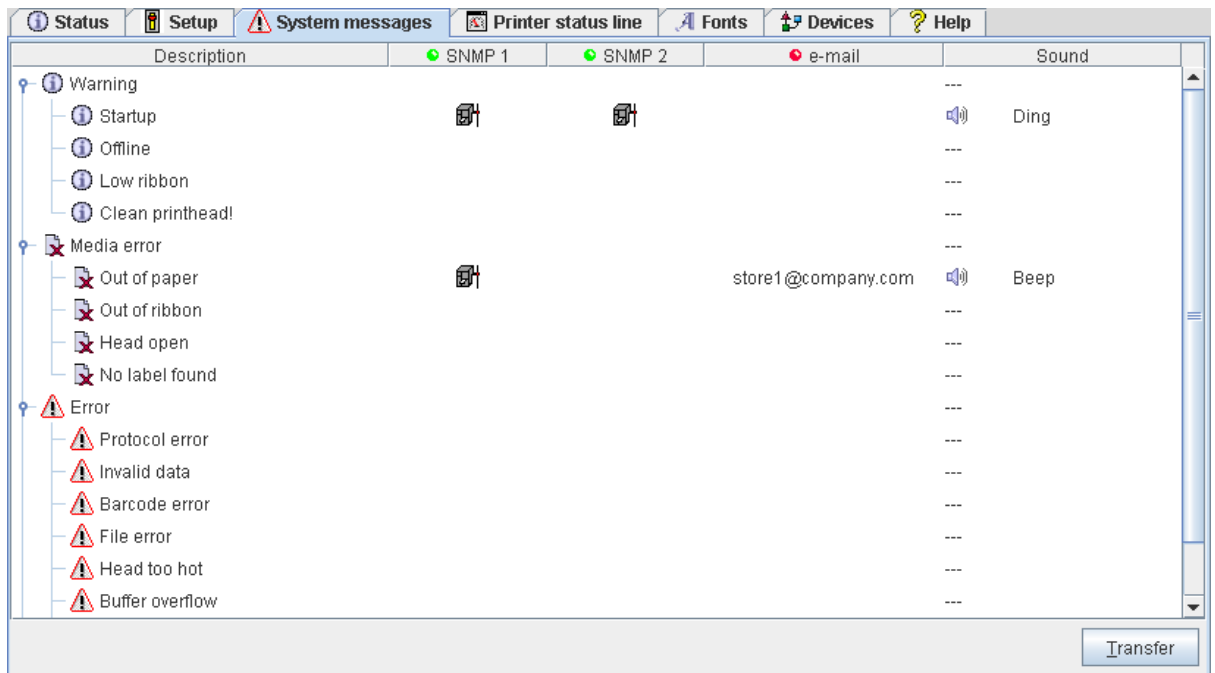 Status Setup System messages Printer status line Fonts Devices Help
Description SNMP 1 SNMP 2 e-mail Sound
Warning ---
Startup Ding
Offline ---
Low ribbon ---
Clean printhead! ---
Media error ---
Out of paper store1@company.com Beep
Out of ribbon ---
Head open ---
No label found ---
Error ---
Protocol error ---
Invalid data ---
Barcode error ---
File error ---
Head too hot ---
Buffer overflow ---
Transfer